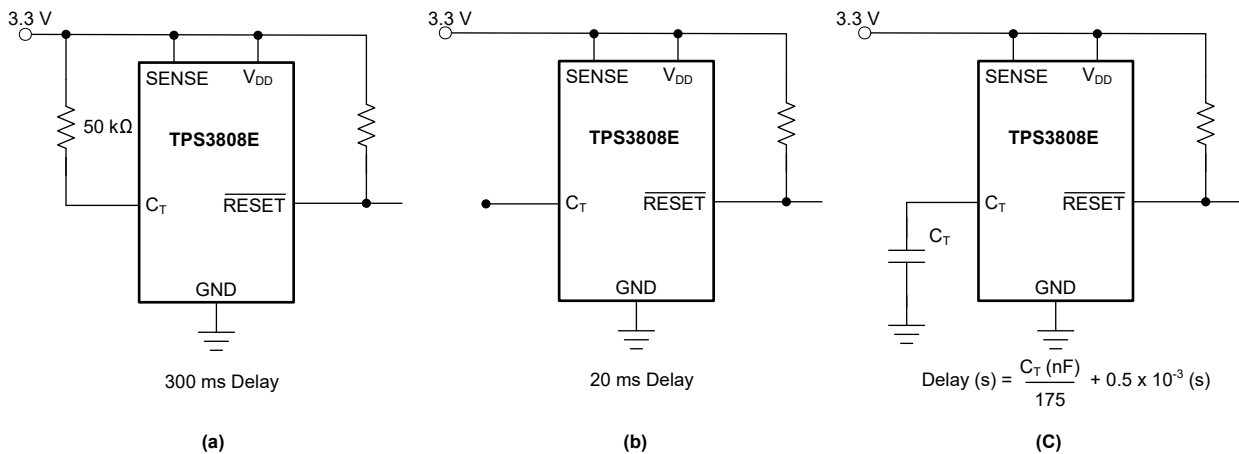 3.3 V
SENSE
V_DD
50 kΩ
TPS3808E
C_T
RESET
GND
300 ms Delay
(a)
3.3 V
SENSE
V_DD
TPS3808E
C_T
RESET
GND
20 ms Delay
(b)
3.3 V
SENSE
V_DD
TPS3808E
C_T
RESET
C_T
GND
Delay (s) = C_T (nF) / 175 + 0.5 x 10^-3 (s)
(C)